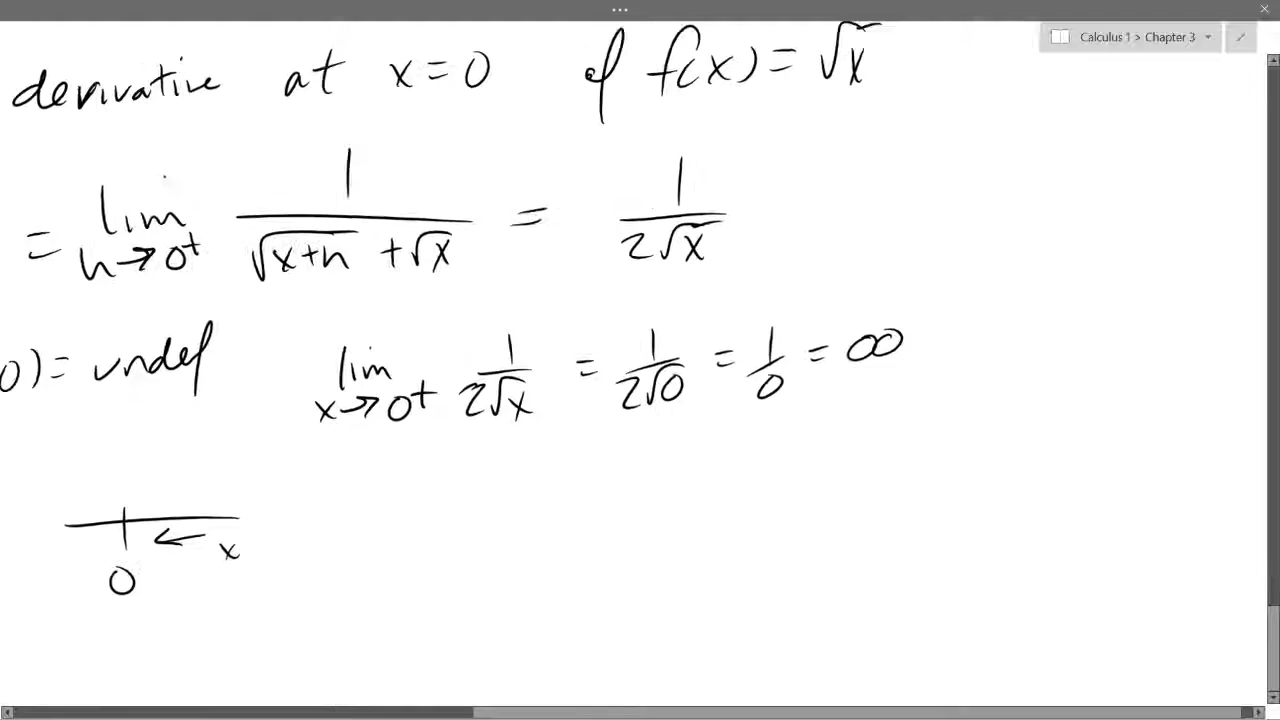 Calculus 1 > Chapter 3
derivative at x = 0 of f(x) = √x
= lim h→0+ 1/(√x+h + √x) = 1/(2√x)
0) = undef lim x→0+ 1/(2√x) = 1/(2√0) = 1/0 = ∞
x
0